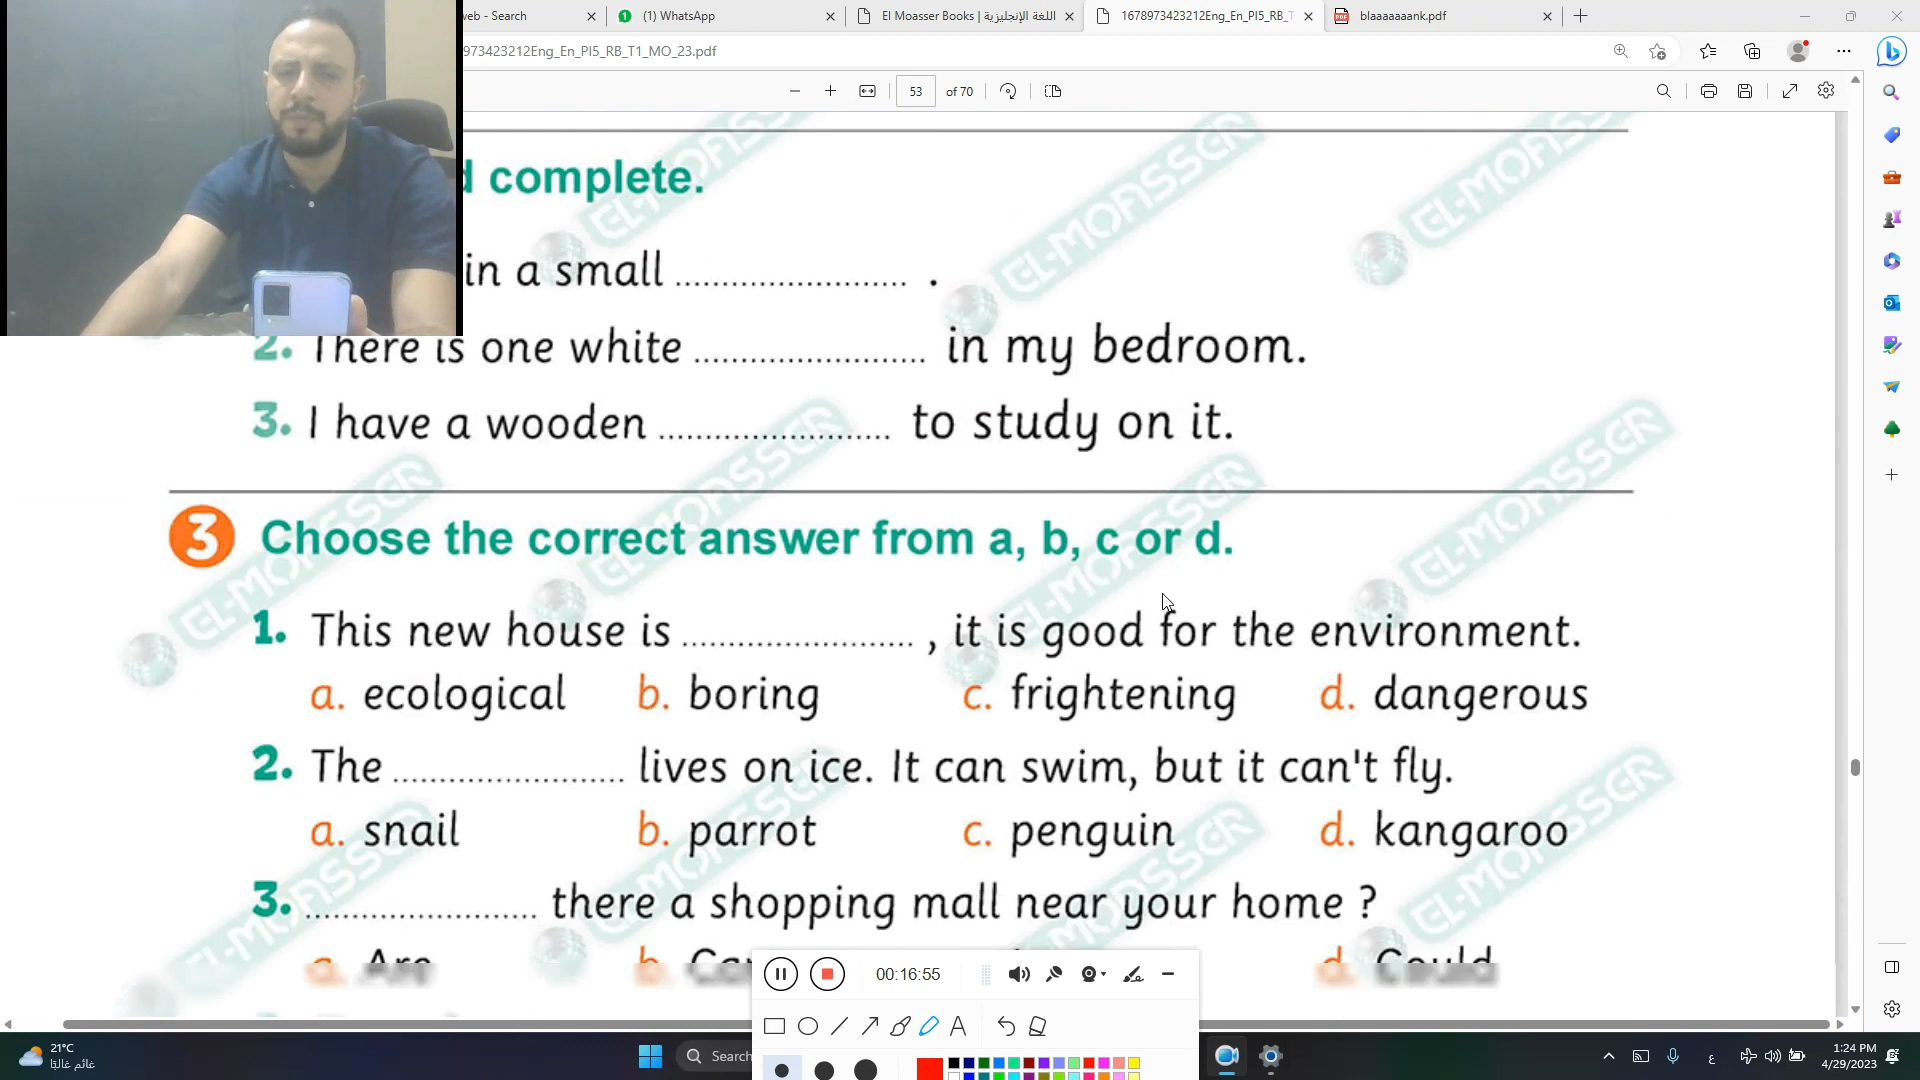 web - Search
(1) WhatsApp
El Moasser Books | اللغة الإنجليزية
1678973423212Eng_En_PI5_RB_T
blaaaaaaank.pdf
973423212Eng_En_PI5_RB_T1_MO_23.pdf
53 of 70
d complete.
in a small .......................... .
2. There is one white .......................... in my bedroom.
3. I have a wooden .......................... to study on it.
3 Choose the correct answer from a, b, c or d.
1. This new house is .......................... , it is good for the environment.
a. ecological b. boring c. frightening d. dangerous
2. The .......................... lives on ice. It can swim, but it can't fly.
a. snail b. parrot c. penguin d. kangaroo
3. .......................... there a shopping mall near your home ?
a. Are b. d. Could
00:16:55
21°C
غائم غالبًا
Search
ع
1:24 PM
4/29/2023
EL-MOASSER